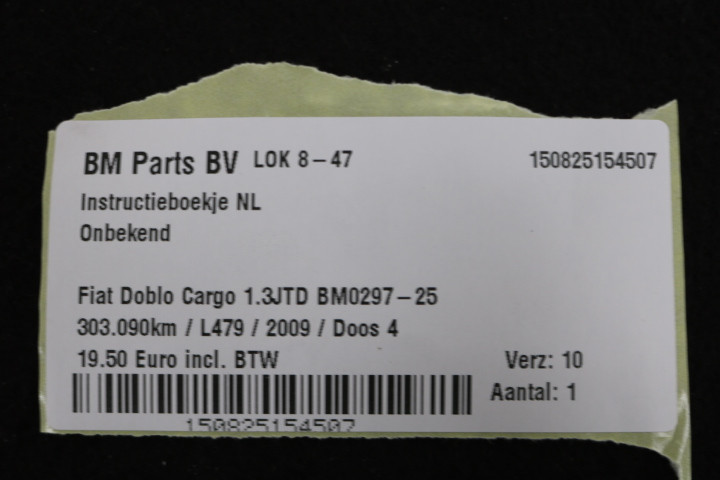 BM Parts BV LOK 8-47 150825154507
Instructieboekje NL
Onbekend
Fiat Doblo Cargo 1.3JTD BM0297-25
303.090km / L479 / 2009 / Doos 4
19.50 Euro incl. BTW Verz: 10
Aantal: 1
150825154507